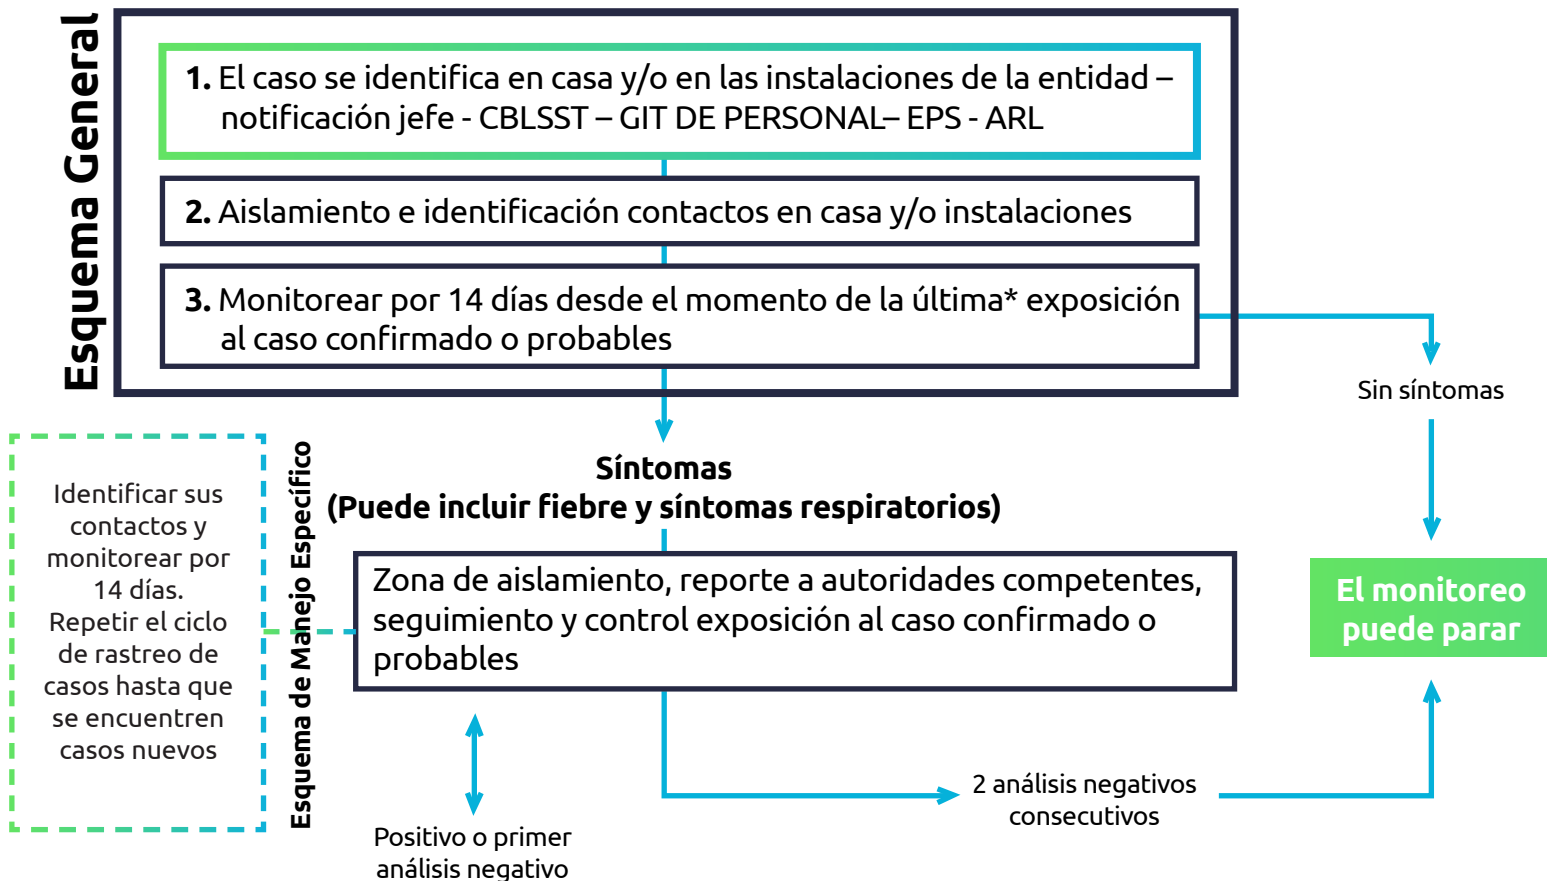 Esquema General
1. El caso se identifica en casa y/o en las instalaciones de la entidad –
notificación jefe - CBLSST – GIT DE PERSONAL– EPS - ARL
2. Aislamiento e identificación contactos en casa y/o instalaciones
3. Monitorear por 14 días desde el momento de la última* exposición
al caso confirmado o probables
Sin síntomas
Síntomas
(Puede incluir fiebre y síntomas respiratorios)
Identificar sus
contactos y
monitorear por
14 días.
Repetir el ciclo
de rastreo de
casos hasta que
se encuentren
casos nuevos
Esquema de Manejo Específico
Zona de aislamiento, reporte a autoridades competentes,
seguimiento y control exposición al caso confirmado o
probables
El monitoreo
puede parar
2 análisis negativos
consecutivos
Positivo o primer
análisis negativo